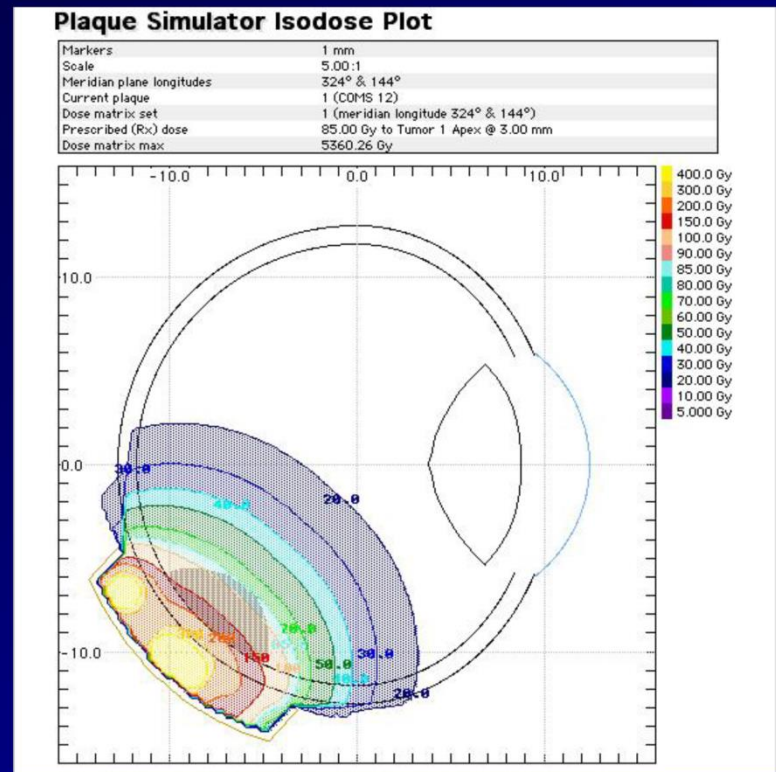 Plaque Simulator Isodose Plot
Markers 1 mm
Scale 5.00:1
Meridian plane longitudes 324° & 144°
Current plaque 1 (COMS 12)
Dose matrix set 1 (meridian longitude 324° & 144°)
Prescribed (Rx) dose 85.00 Gy to Tumor 1 Apex @ 3.00 mm
Dose matrix max 5360.26 Gy
-10.0 0.0 10.0
400.0 Gy
300.0 Gy
200.0 Gy
150.0 Gy
100.0 Gy
90.00 Gy
85.00 Gy
80.00 Gy
70.00 Gy
60.00 Gy
50.00 Gy
40.00 Gy
30.00 Gy
20.00 Gy
10.00 Gy
5.000 Gy
10.0
0.0
30.0
20.0
40.0
70.0
150
-10.0
50.0
30.0
20.0